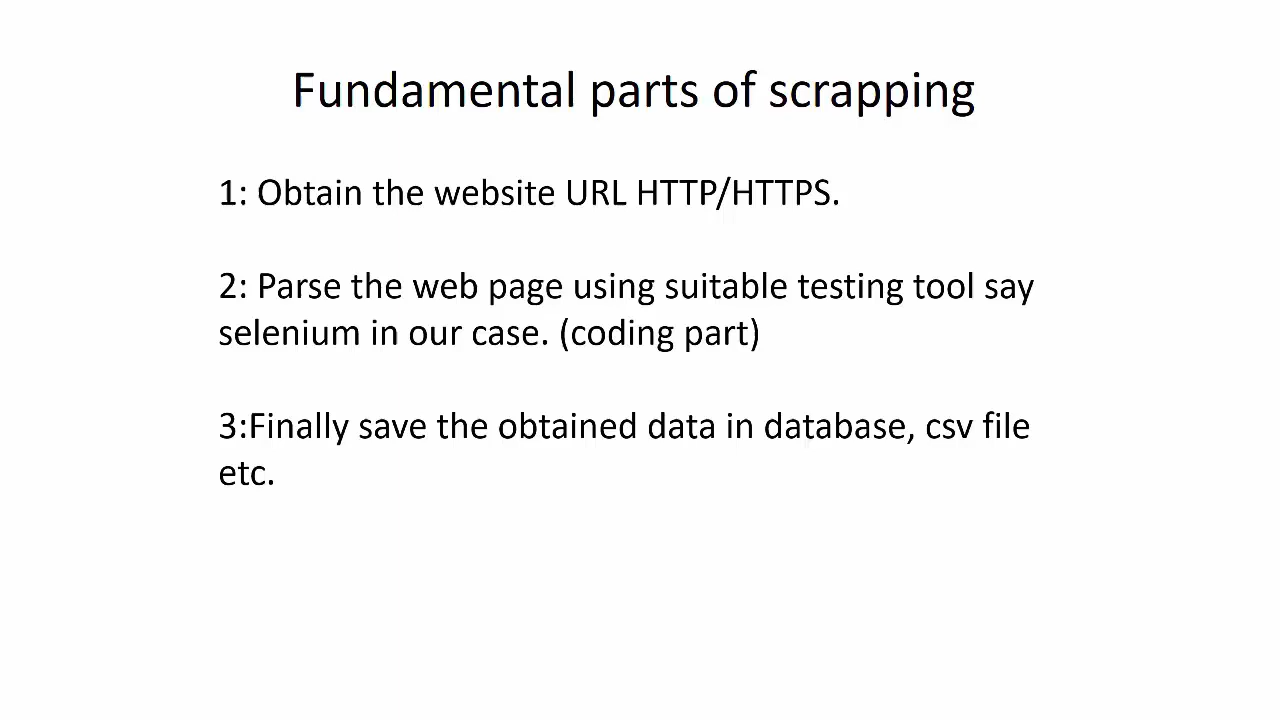 Fundamental parts of scrapping
1: Obtain the website URL HTTP/HTTPS.
2: Parse the web page using suitable testing tool say
selenium in our case. (coding part)
3:Finally save the obtained data in database, csv file
etc.